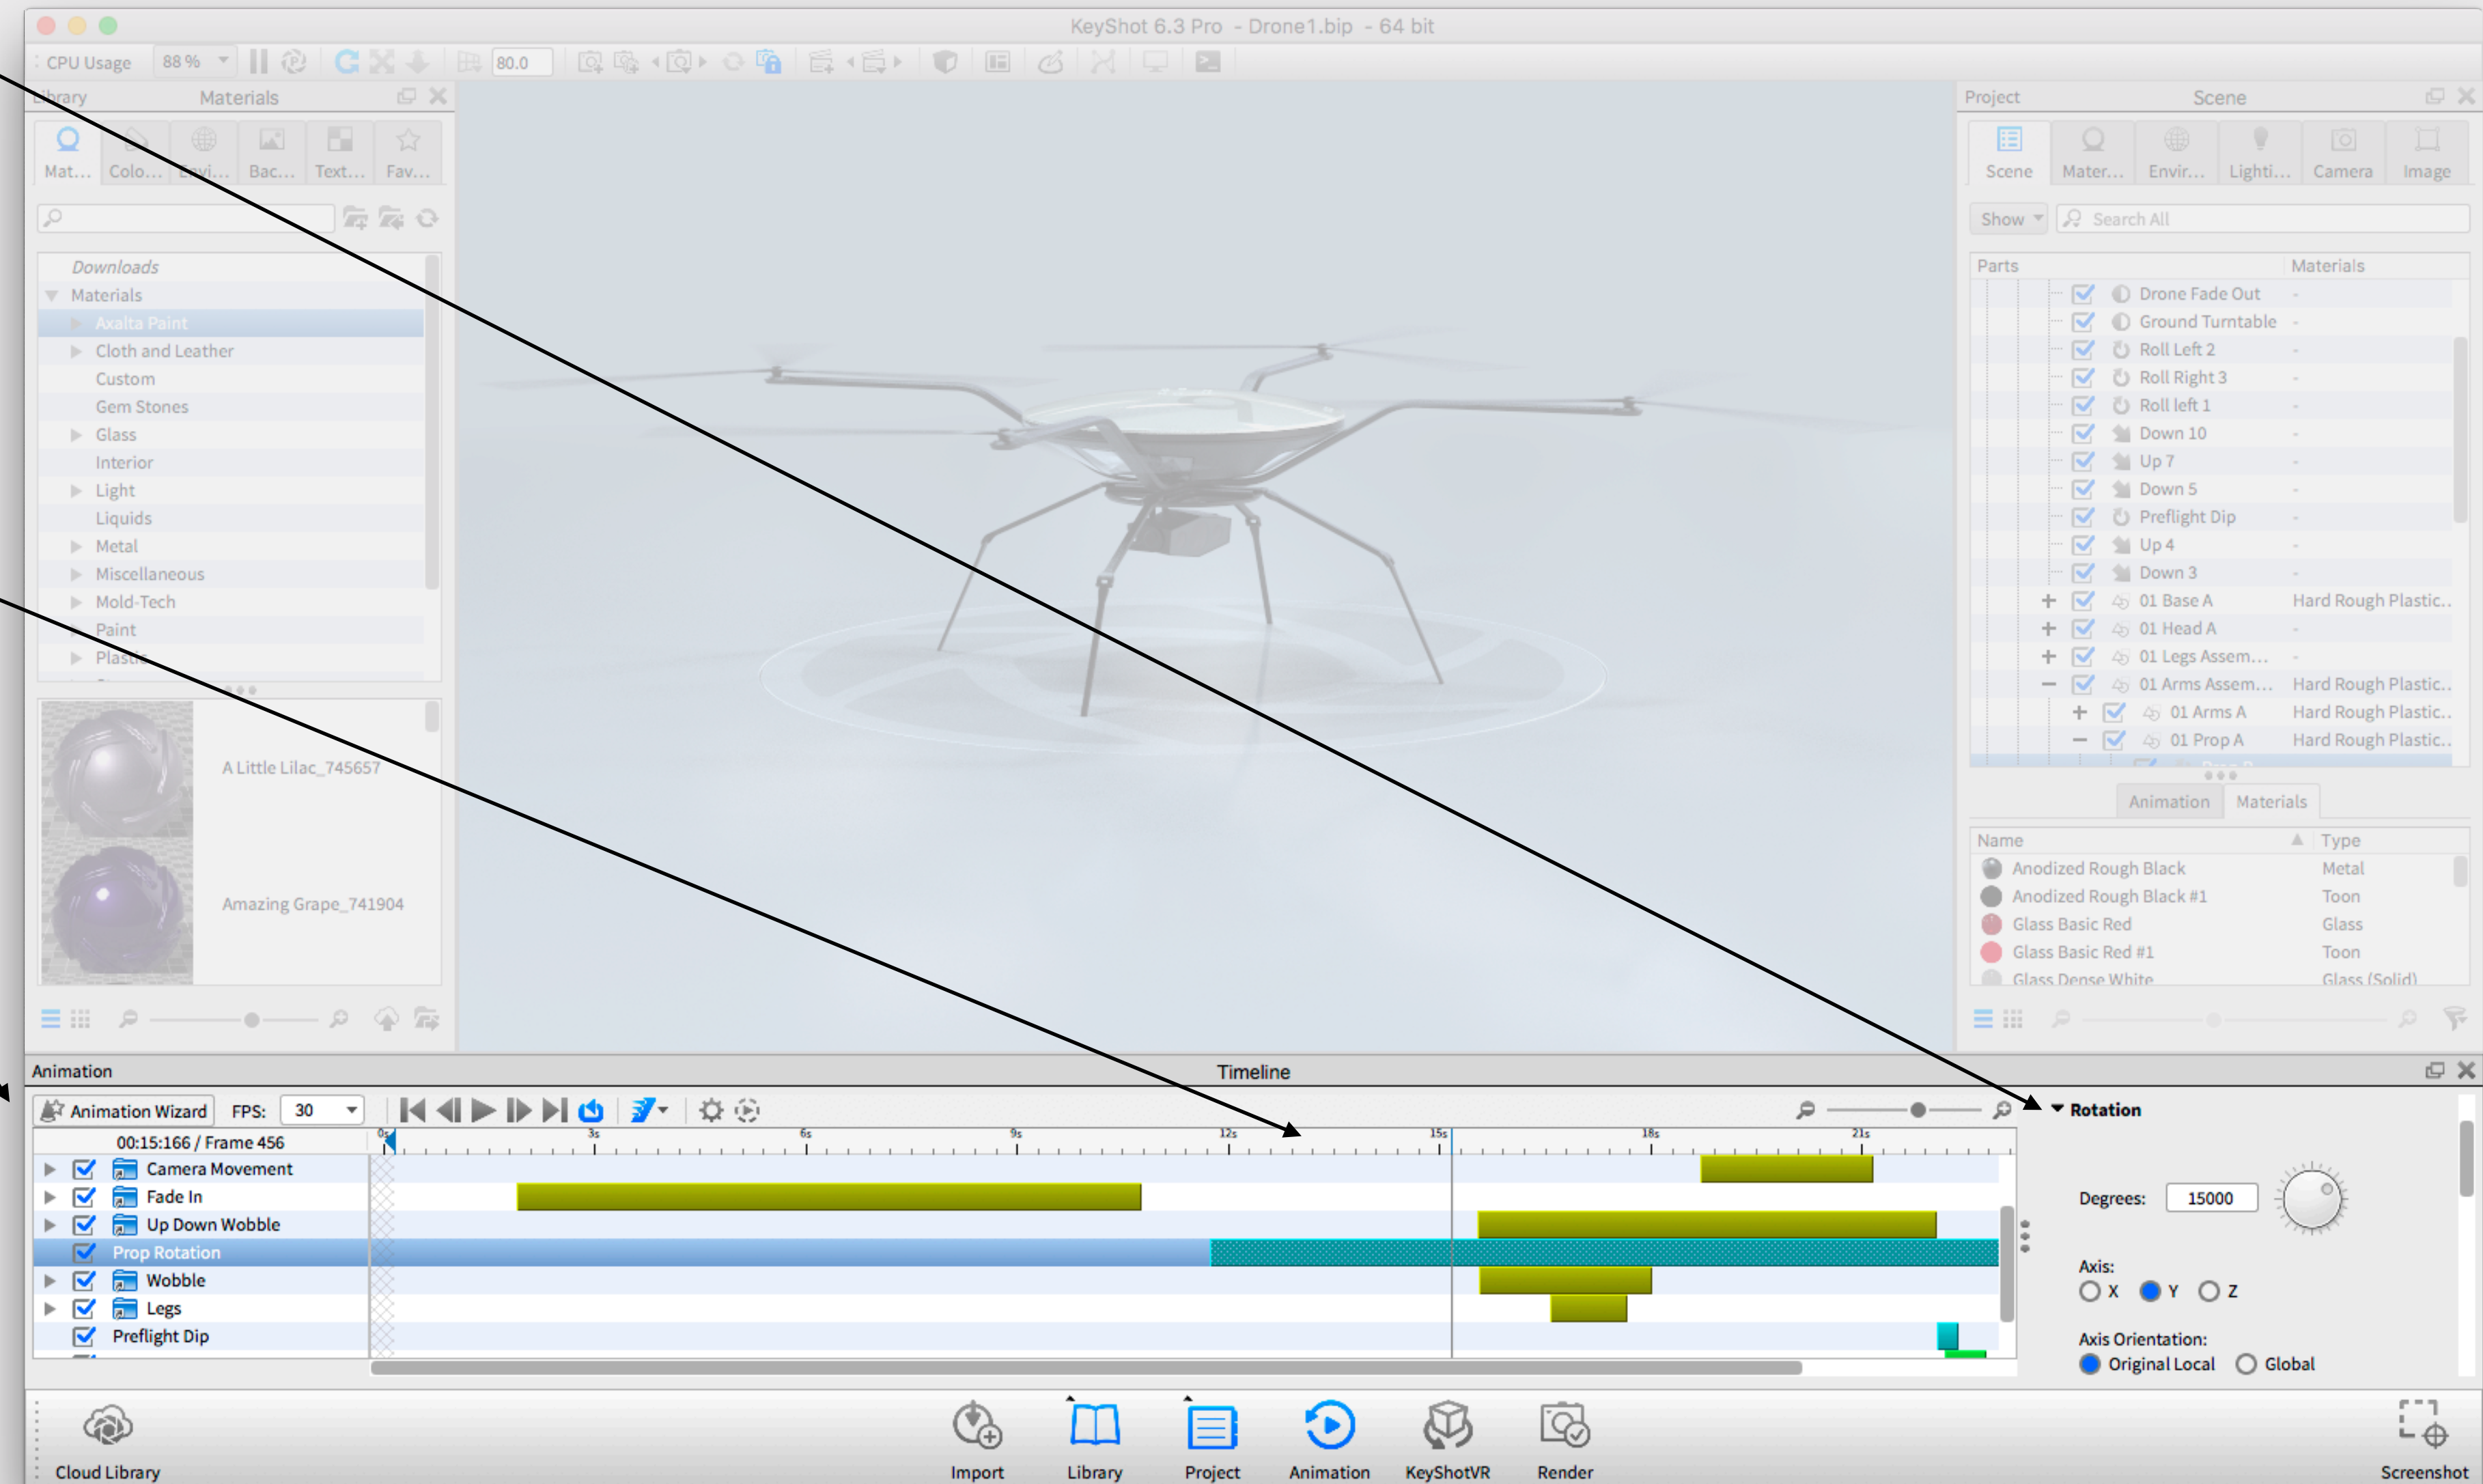 KeyShot 6.3 Pro - Drone1.bip - 64 bit
CPU Usage 88 % 80.0
Library Materials
Mat... Colo... Envi... Bac... Text... Fav...
Downloads
Materials
Axalta Paint
Cloth and Leather
Custom
Gem Stones
Glass
Interior
Light
Liquids
Metal
Miscellaneous
Mold-Tech
Paint
Plastic
A Little Lilac_745657
Amazing Grape_741904
Project Scene
Scene Mater... Envir... Lighti... Camera Image
Show Search All
Parts Materials
Drone Fade Out -
Ground Turntable -
Roll Left 2 -
Roll Right 3 -
Roll left 1 -
Down 10 -
Up 7 -
Down 5 -
Preflight Dip -
Up 4 -
Down 3 -
01 Base A Hard Rough Plastic..
01 Head A -
01 Legs Assem... -
01 Arms Assem... Hard Rough Plastic..
01 Arms A Hard Rough Plastic..
01 Prop A Hard Rough Plastic..
Animation Materials
Name Type
Anodized Rough Black Metal
Anodized Rough Black #1 Toon
Glass Basic Red Glass
Glass Basic Red #1 Toon
Glass Dense White Glass (Solid)
Animation Timeline
Animation Wizard FPS: 30
00:15:166 / Frame 456 0s 3s 6s 9s 12s 15s 18s 21s
Camera Movement
Fade In
Up Down Wobble
Prop Rotation
Wobble
Legs
Preflight Dip
Rotation
Degrees: 15000
Axis:
X Y Z
Axis Orientation:
Original Local Global
Cloud Library Import Library Project Animation KeyShotVR Render Screenshot